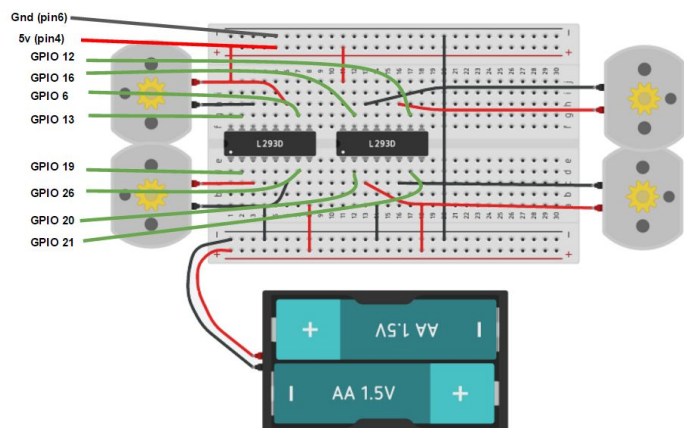 Gnd (pin6)
5v (pin4)
GPIO 12
GPIO 16
GPIO 6
GPIO 13
GPIO 19
GPIO 26
GPIO 20
GPIO 21
L293D
L293D
AA 1.5V
AA 1.5V